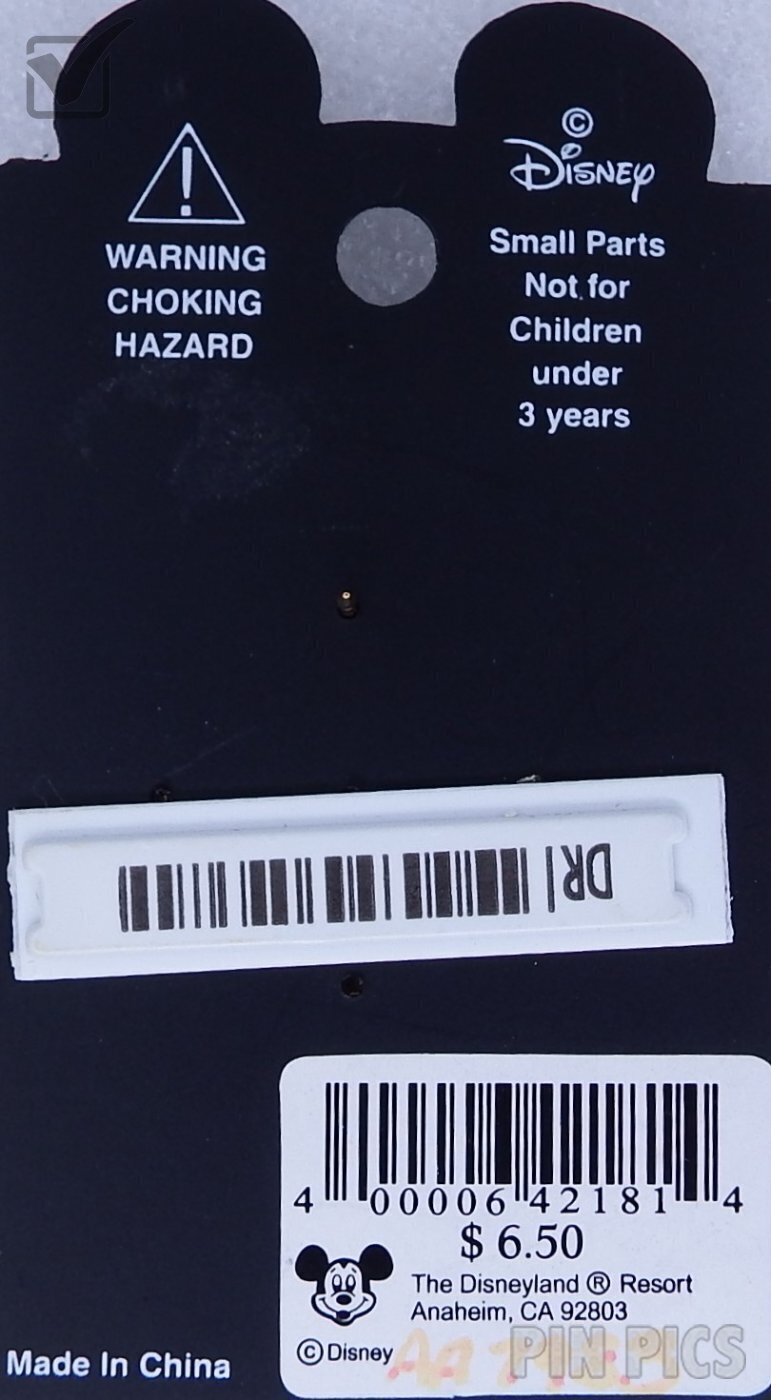 WARNING
CHOKING
HAZARD
© Disney
Small Parts
Not for
Children
under
3 years
DRI
4 00006 42181 4
$ 6.50
The Disneyland ® Resort
Anaheim, CA 92803
© Disney
PIN PICS
Made In China